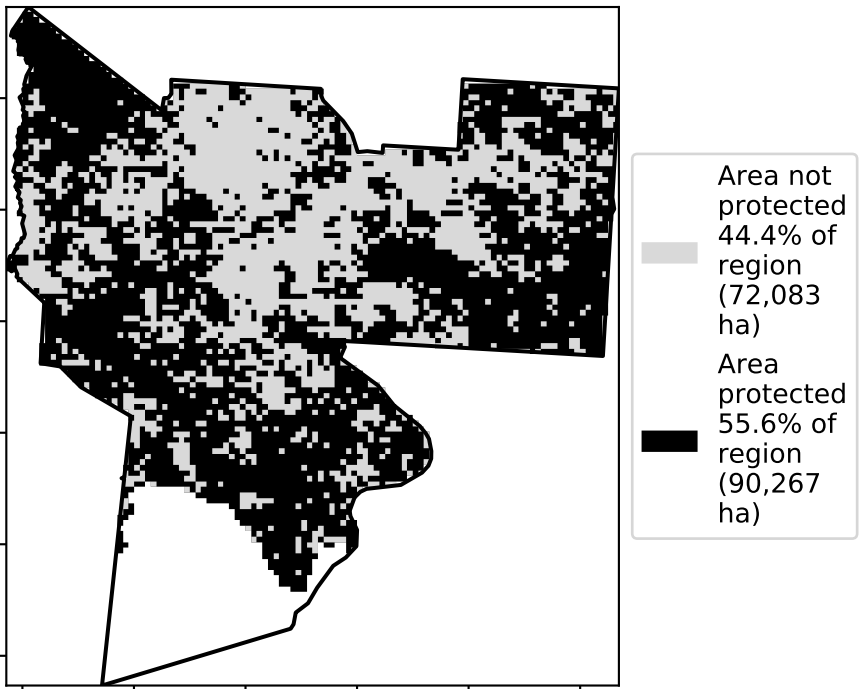 Area not
protected
44.4% of
region
(72,083
ha)
Area
protected
55.6% of
region
(90,267
ha)